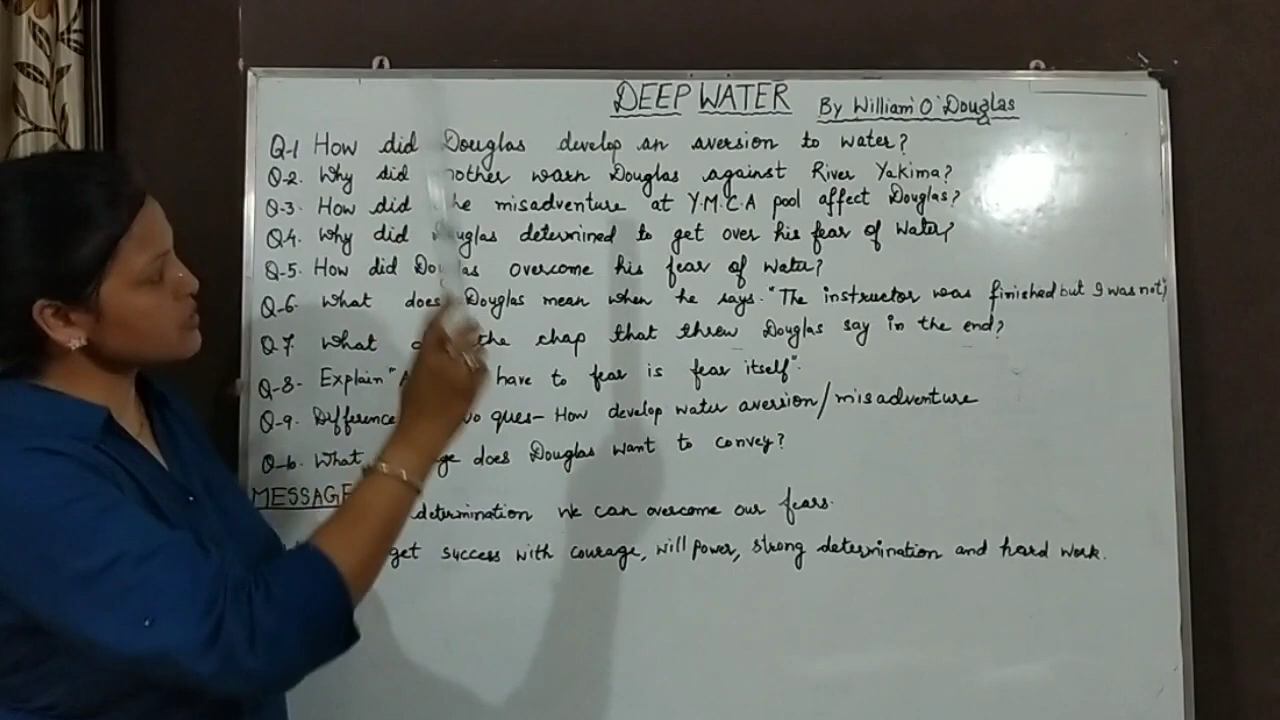 DEEP WATER By William O'Douglas
Q-1 How did Douglas develop an aversion to water?
Q-2. Why did mother warn Douglas against River Yakima?
Q-3. How did the misadventure at Y.M.C.A pool affect Douglas?
Q4. Why did Douglas determined to get over his fear of Water?
Q-5. How did Douglas overcome his fear of Water?
Q-6. What does Douglas mean when he says. "The instructor was finished but I was not"?
Q7. What the chap that threw Douglas say in the end?
Q-8- Explain " have to fear is fear itself".
Q-9. Difference ques- How develop water aversion/misadventure
Q-10. What does Douglas want to convey?
MESSAGE
determination we can overcome our fears.
get success with courage, will power, strong determination and hard work.